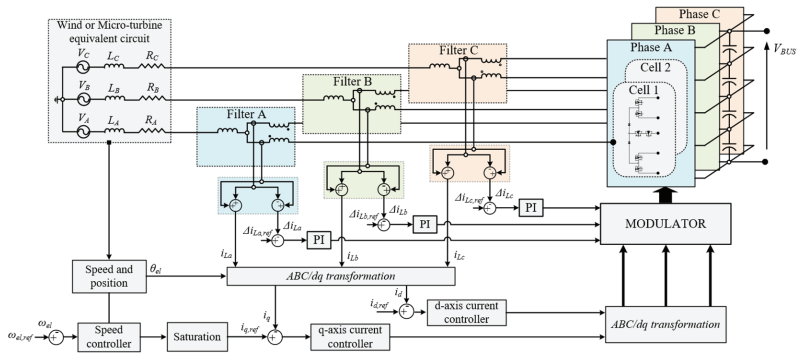 Wind or Micro-turbine
equivalent circuit
V_C L_C R_C
V_B L_B R_B
V_A L_A R_A
Filter A
Filter B
Filter C
Phase C
Phase B
Phase A
Cell 2
Cell 1
V_BUS
Δi_La,ref
Δi_La
PI
Δi_Lb,ref
Δi_Lb
PI
Δi_Lc,ref
Δi_Lc
PI
MODULATOR
i_La
i_Lb
i_Lc
Speed and
position
θ_el
ABC/dq transformation
i_q
i_d
i_d,ref
d-axis current
controller
ω_el
ω_el,ref
Speed
controller
Saturation
i_q,ref
q-axis current
controller
ABC/dq transformation